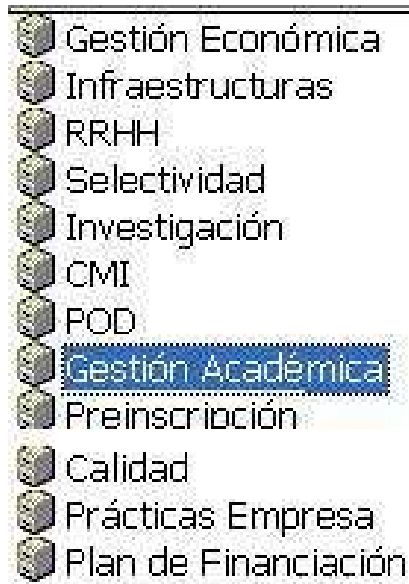 Gestión Económica
Infraestructuras
RRHH
Selectividad
Investigación
CMI
POD
Gestión Académica
Preinscripción
Calidad
Prácticas Empresa
Plan de Financiación